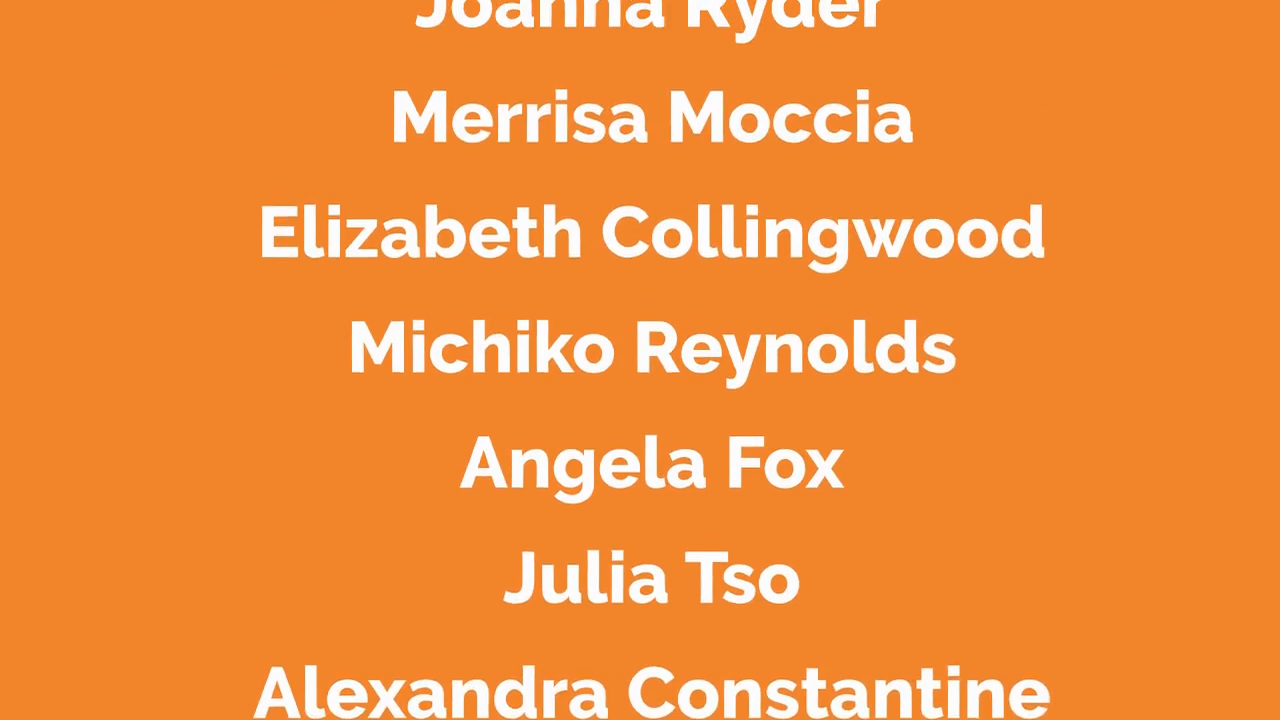 Joanna Ryder
Merrisa Moccia
Elizabeth Collingwood
Michiko Reynolds
Angela Fox
Julia Tso
Alexandra Constantine